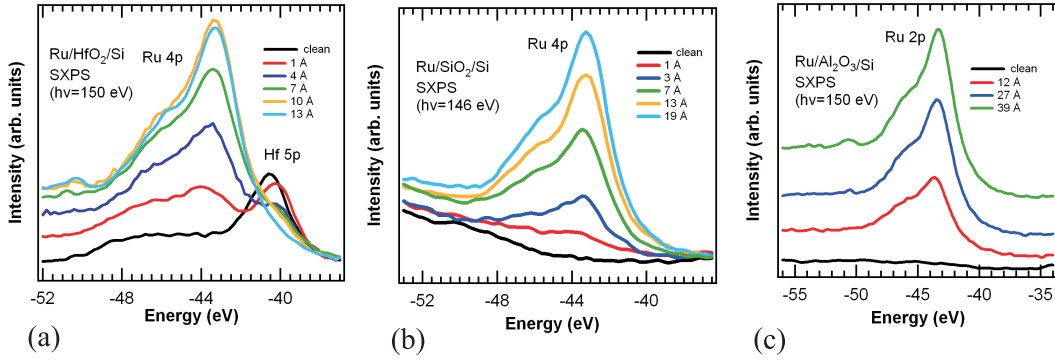 (a)
Intensity (arb. units)
Ru/HfO2/Si
SXPS
(hv=150 eV)
Ru 4p
Hf 5p
clean
1 Å
4 Å
7 Å
10 Å
13 Å
-52
-48
-44
-40
Energy (eV)
(b)
Intensity (arb. units)
Ru/SiO2/Si
SXPS
(hv=146 eV)
Ru 4p
clean
1 Å
3 Å
7 Å
13 Å
19 Å
-52
-48
-44
-40
Energy (eV)
(c)
Intensity (arb. units)
Ru/Al2O3/Si
SXPS
(hv=150 eV)
Ru 2p
clean
12 Å
27 Å
39 Å
-55
-50
-45
-40
-35
Energy (eV)